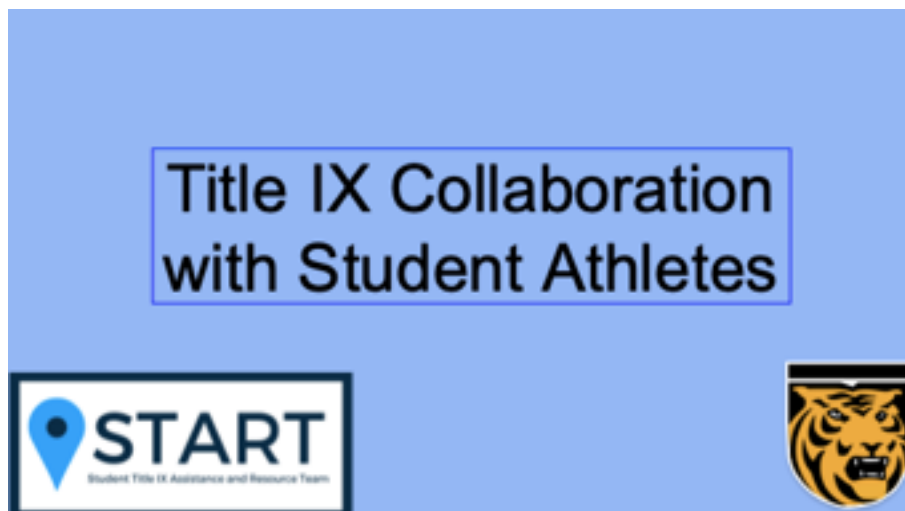 Title IX Collaboration
with Student Athletes
START
Student Title IX Assistance and Resource Team